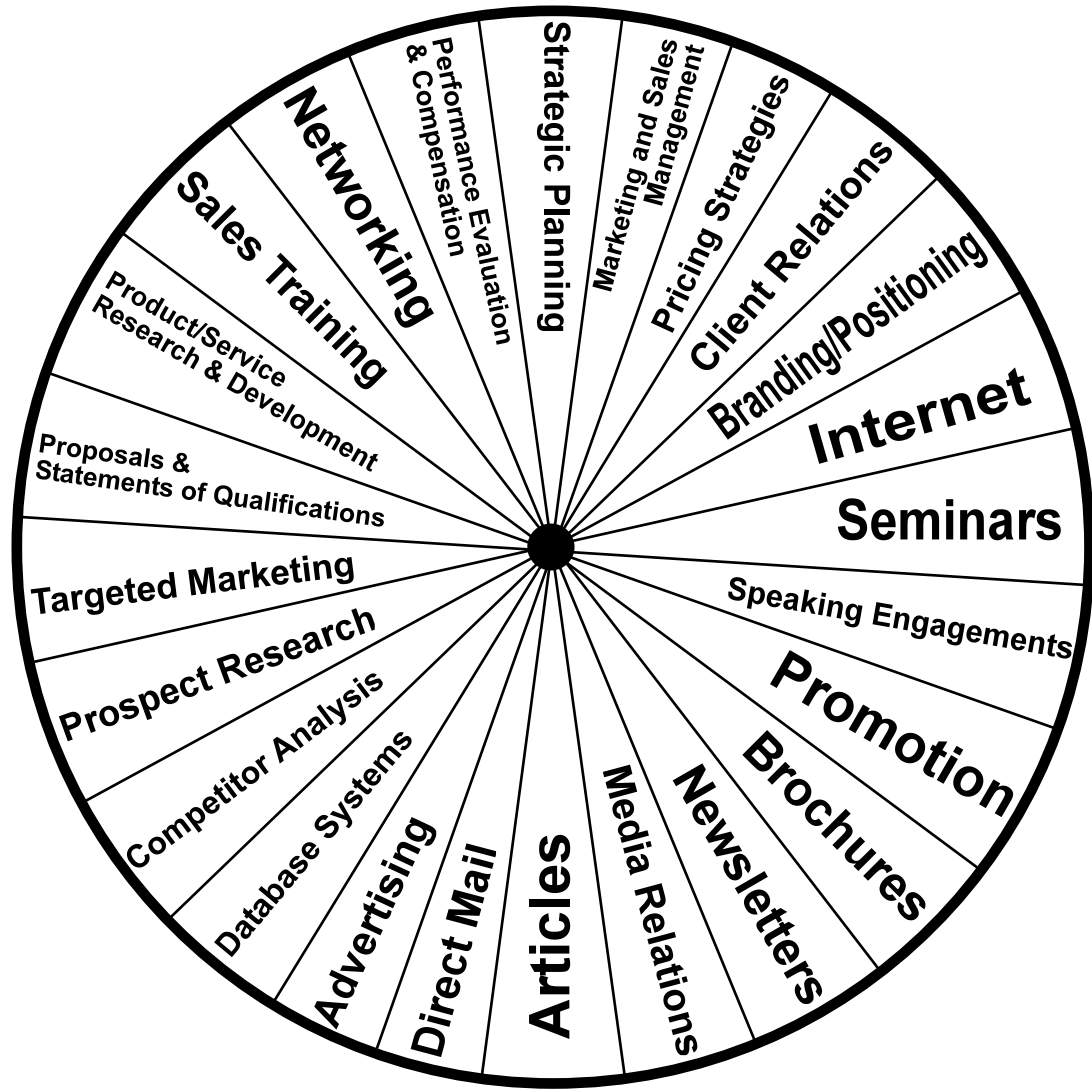 Strategic Planning
Marketing and Sales
Management
Pricing Strategies
Client Relations
Branding/Positioning
Internet
Seminars
Speaking Engagements
Promotion
Brochures
Newsletters
Media Relations
Articles
Direct Mail
Advertising
Database Systems
Competitor Analysis
Prospect Research
Targeted Marketing
Proposals &
Statements of Qualifications
Product/Service
Research & Development
Sales Training
Networking
Performance Evaluation
& Compensation